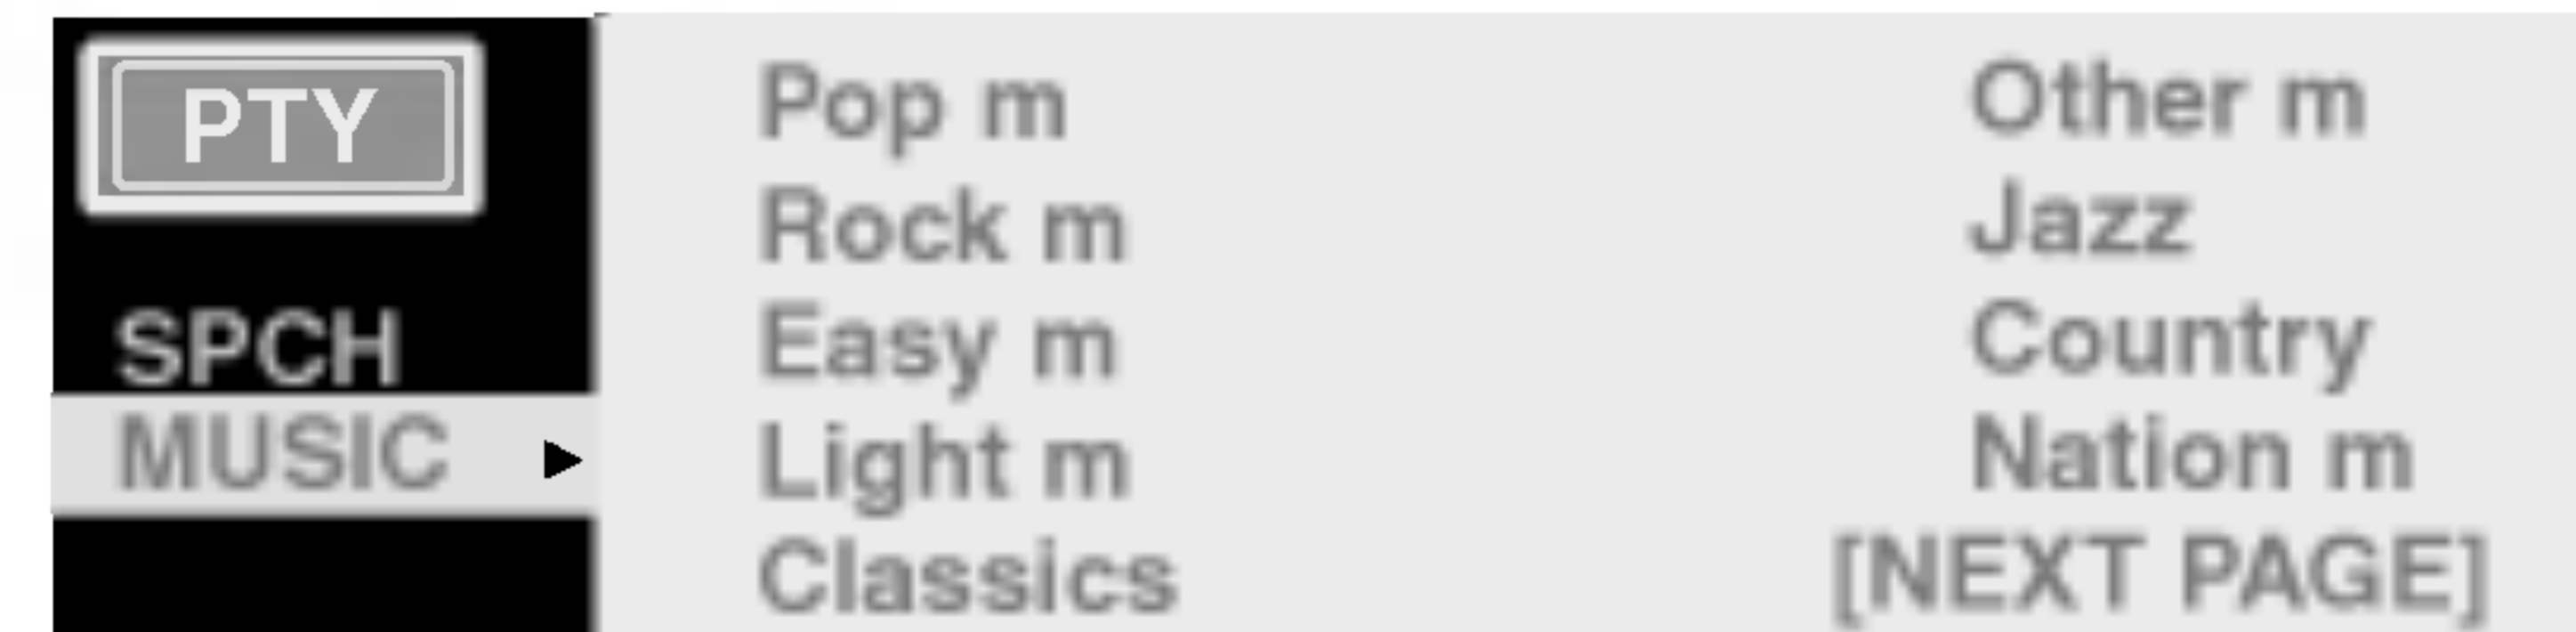 PTY
SPCH
MUSIC
Pop m
Rock m
Easy m
Light m
Classics
Other m
Jazz
Country
Nation m
[NEXT PAGE]